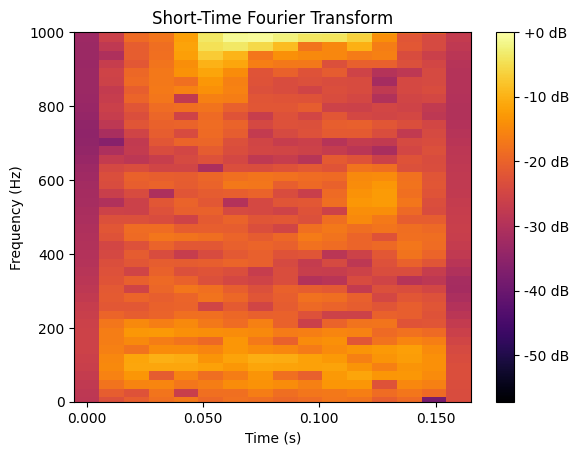 Short-Time Fourier Transform
Frequency (Hz)
1000
800
600
400
200
0
0.000
0.050
0.100
0.150
Time (s)
+0 dB
-10 dB
-20 dB
-30 dB
-40 dB
-50 dB